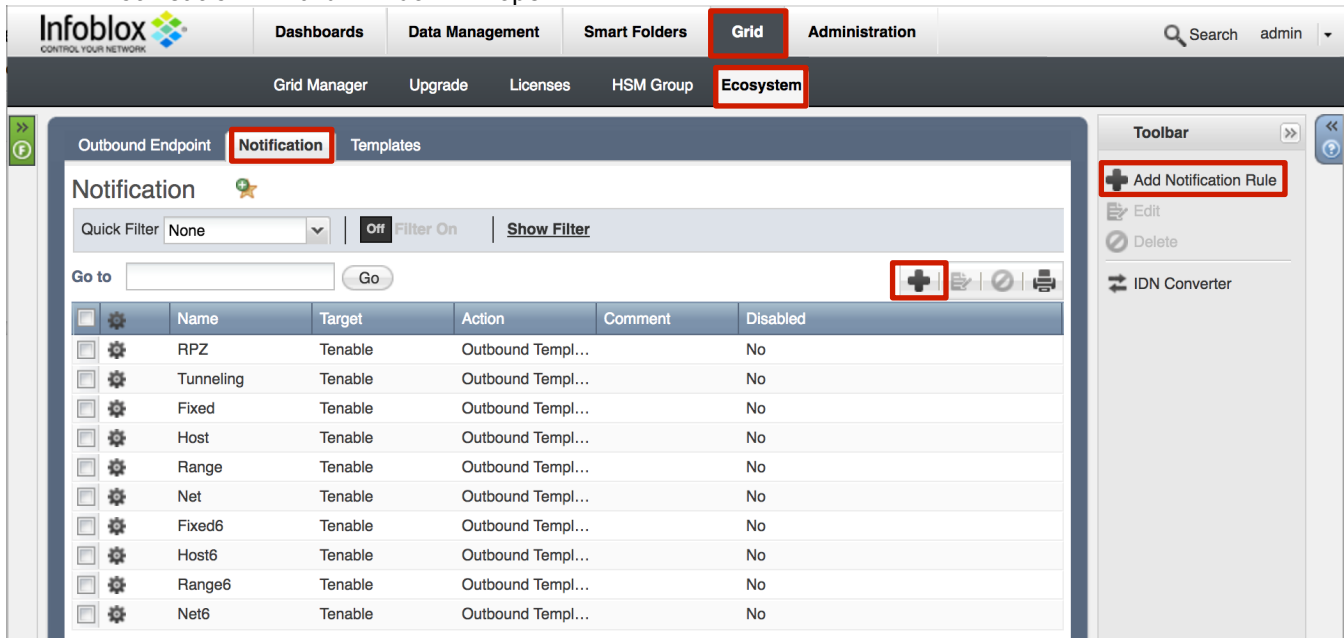 Infoblox
CONTROL YOUR NETWORK
Dashboards Data Management Smart Folders Grid Administration
Search admin
Grid Manager Upgrade Licenses HSM Group Ecosystem
Outbound Endpoint Notification Templates
Toolbar
Notification
Add Notification Rule
Edit
Delete
IDN Converter
Quick Filter None Off Filter On Show Filter
Go to Go
Name Target Action Comment Disabled
RPZ Tenable Outbound Templ... No
Tunneling Tenable Outbound Templ... No
Fixed Tenable Outbound Templ... No
Host Tenable Outbound Templ... No
Range Tenable Outbound Templ... No
Net Tenable Outbound Templ... No
Fixed6 Tenable Outbound Templ... No
Host6 Tenable Outbound Templ... No
Range6 Tenable Outbound Templ... No
Net6 Tenable Outbound Templ... No